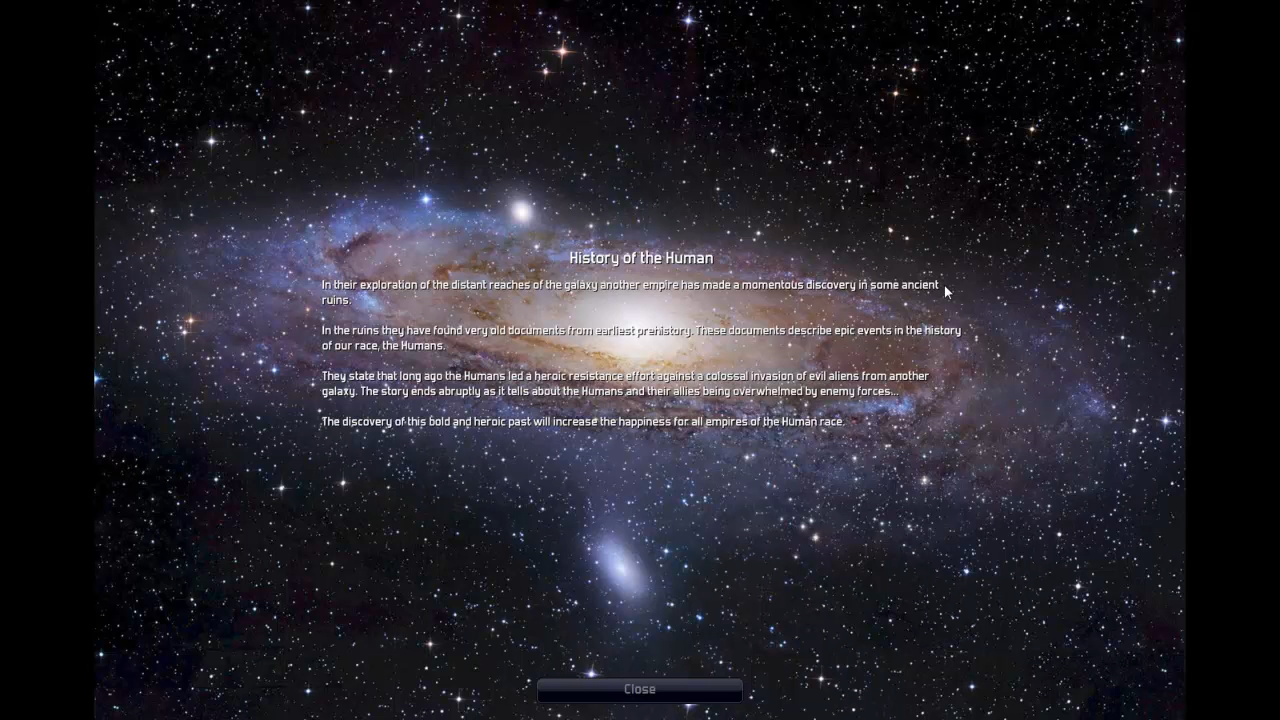 History of the Human
In their exploration of the distant reaches of the galaxy another empire has made a momentous discovery in some ancient
ruins.
In the ruins they have found very old documents from earliest prehistory. These documents describe epic events in the history
of our race, the Humans.
They state that long ago the Humans led a heroic resistance effort against a colossal invasion of evil aliens from another
galaxy. The story ends abruptly as it tells about the Humans and their allies being overwhelmed by enemy forces...
The discovery of this bold and heroic past will increase the happiness for all empires of the Human race.
Close